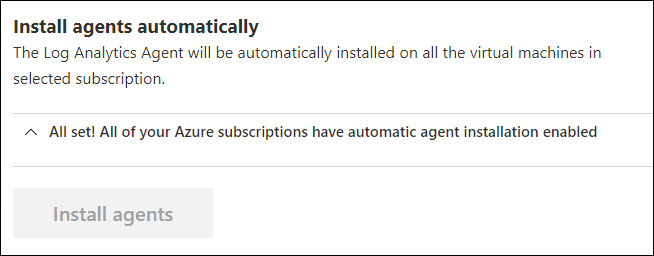 Install agents automatically
The Log Analytics Agent will be automatically installed on all the virtual machines in
selected subscription.
All set! All of your Azure subscriptions have automatic agent installation enabled
Install agents